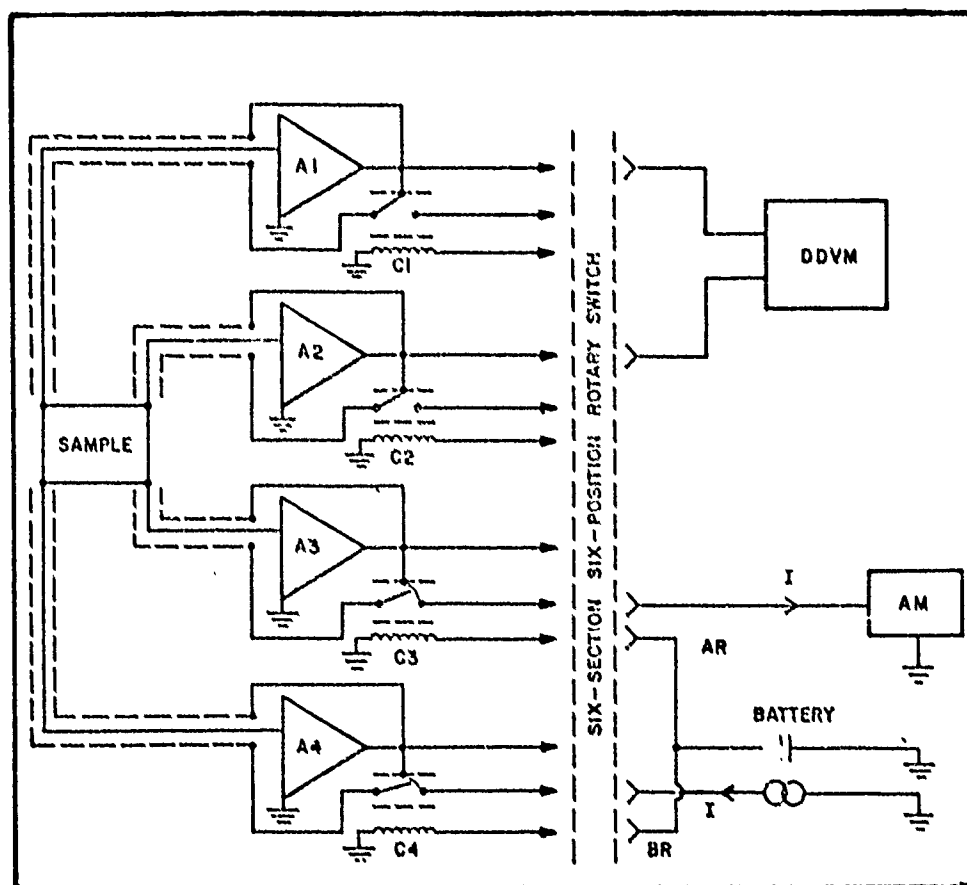 A1
C1
DDVM
A2
C2
SAMPLE
SIX-SECTION SIX-POSITION ROTARY SWITCH
A3
C3
I
AM
AR
BATTERY
A4
I
C4
BR